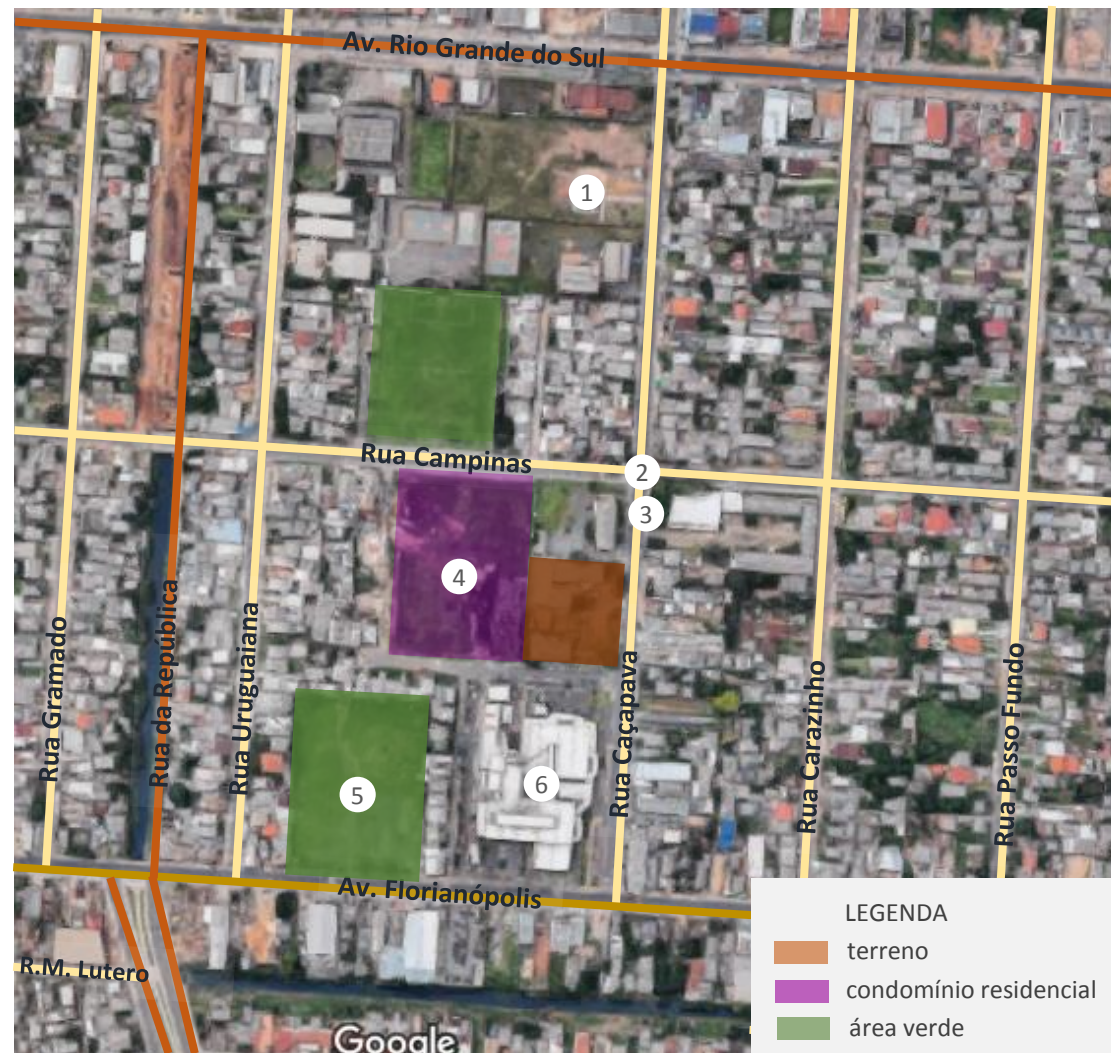 Av. Rio Grande do Sul
1
Rua Campinas
2
3
4
Rua Gramado
Rua da República
Rua Uruguaiana
Rua Caçapava
Rua Carazinho
Rua Passo Fundo
5
6
Av. Florianópolis
R.M. Lutero
Google
LEGENDA
terreno
condomínio residencial
área verde